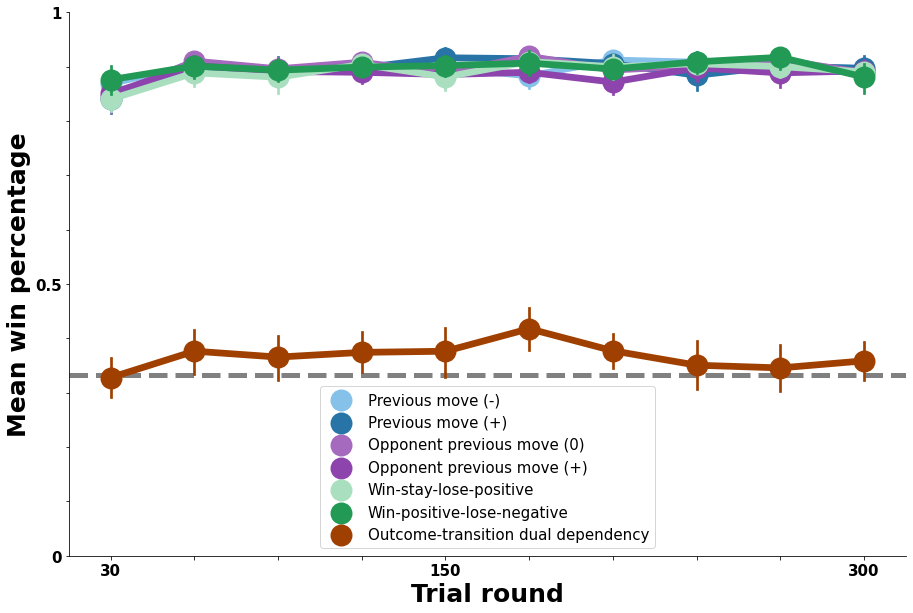 Mean win percentage
1
0.5
0
Previous move (-)
Previous move (+)
Opponent previous move (0)
Opponent previous move (+)
Win-stay-lose-positive
Win-positive-lose-negative
Outcome-transition dual dependency
30 150 300
Trial round